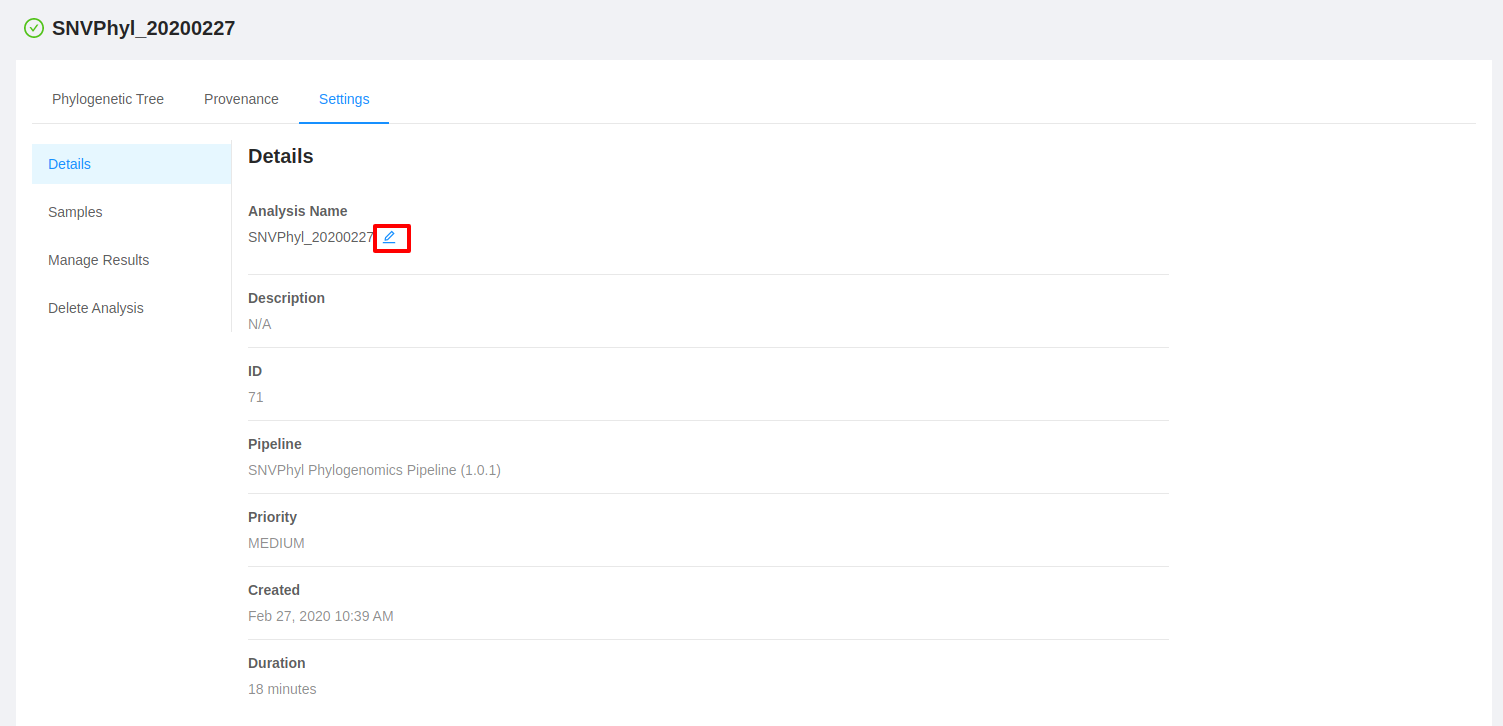 SNVPhyl_20200227
Phylogenetic Tree Provenance Settings
Details
Samples
Manage Results
Delete Analysis
Details
Analysis Name
SNVPhyl_20200227
Description
N/A
ID
71
Pipeline
SNVPhyl Phylogenomics Pipeline (1.0.1)
Priority
MEDIUM
Created
Feb 27, 2020 10:39 AM
Duration
18 minutes